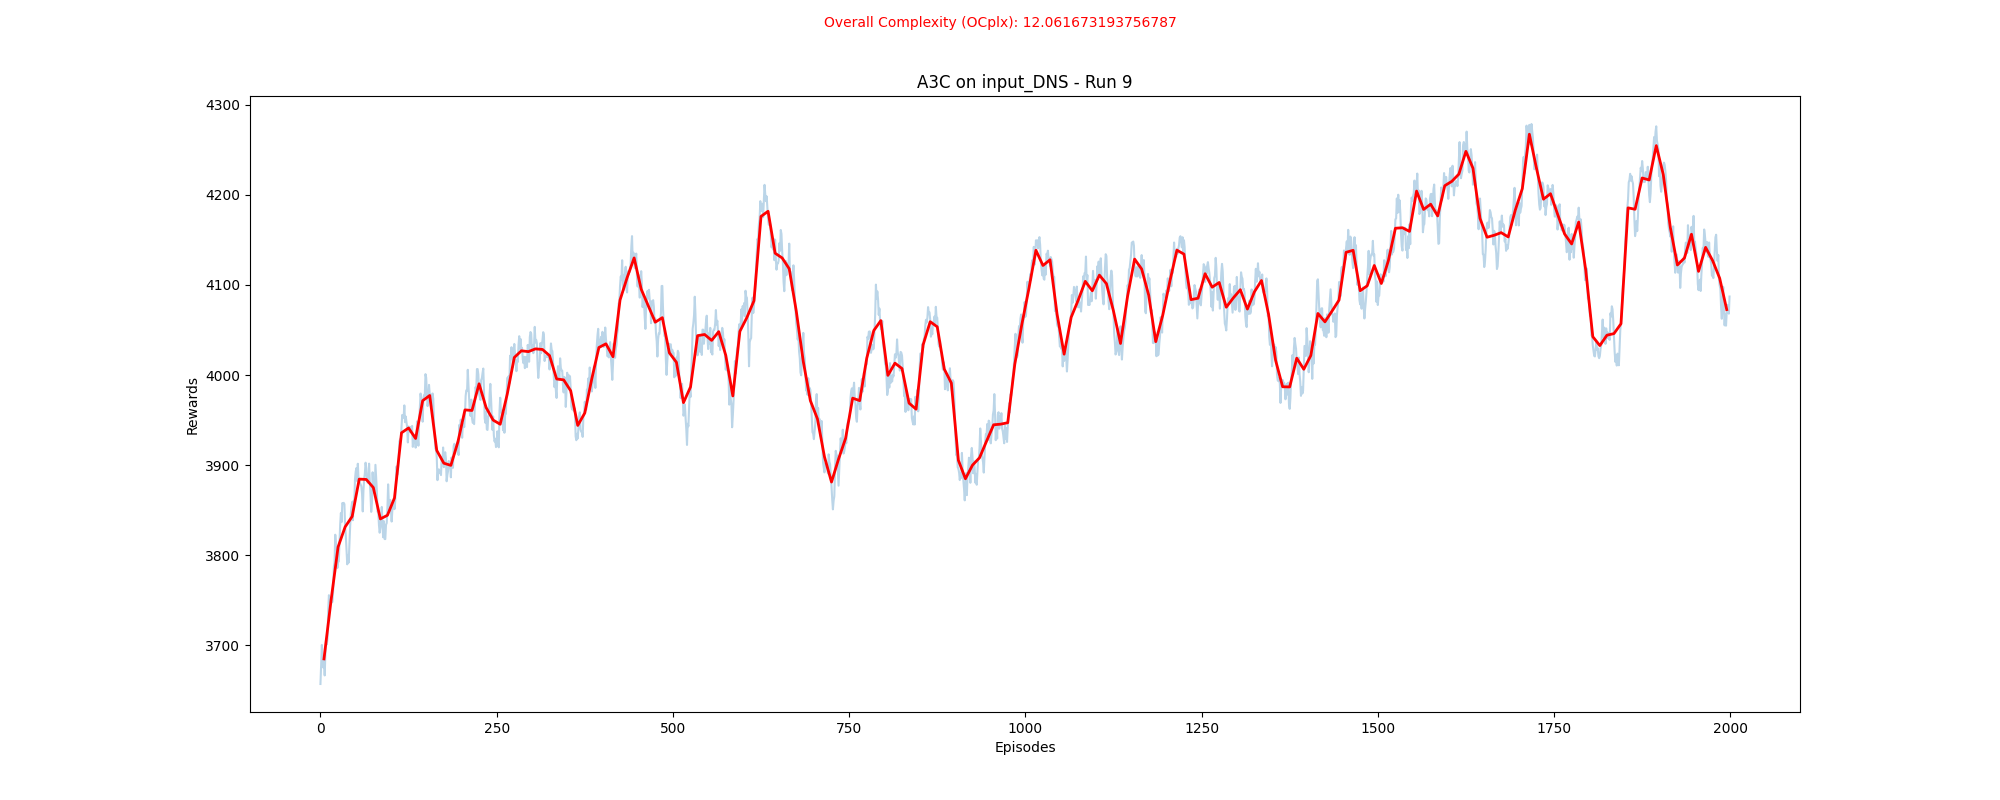 Overall Complexity (OCplx): 12.061673193756787
A3C on input_DNS - Run 9
4300
4200
4100
4000
3900
3800
3700
Rewards
0 250 500 750 1000 1250 1500 1750 2000
Episodes